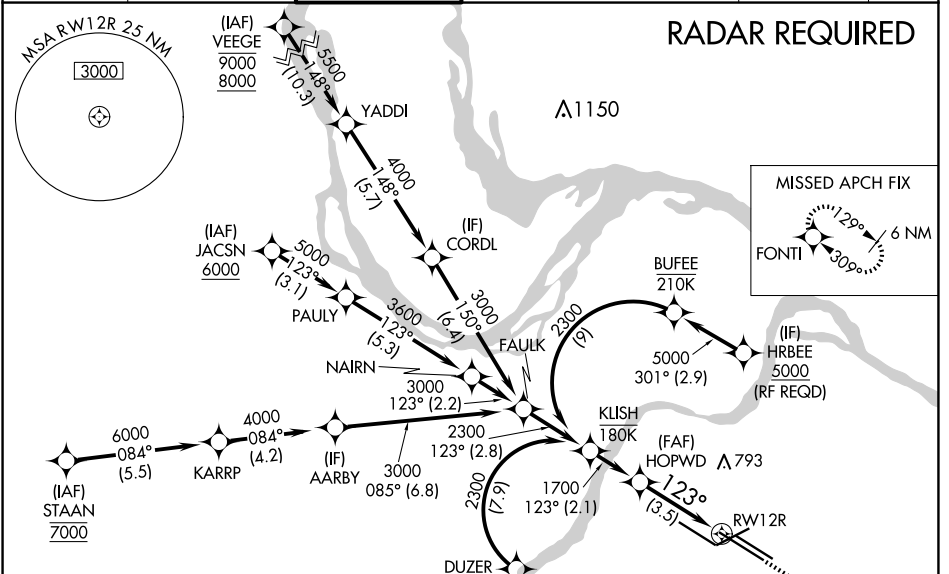 RADAR REQUIRED
MSA RW12R 25 NM
3000
(IAF)
VEEGE
9000
8000
5500
148°
(10.3)
YADDI
1150
4000
148°
(5.7)
(IF)
CORDL
MISSED APCH FIX
129°
6 NM
FONTI
309°
(IAF)
JACSN
6000
5000
123°
(3.1)
PAULY
3600
123°
(5.3)
3000
150°
(6.4)
BUFEE
210K
2300
(9)
5000
301° (2.9)
(IF)
HRBEE
5000
(RF REQD)
NAIRN
FAULK
3000
123° (2.2)
KLISH
180K
6000
084°
(5.5)
4000
084°
(4.2)
2300
123° (2.8)
(FAF)
HOPWD
793
KARRP
(IF)
AARBY
3000
085° (6.8)
(IAF)
STAAN
7000
2300
(7.9)
1700
123° (2.1)
123°
(3.5)
RW12R
DUZER